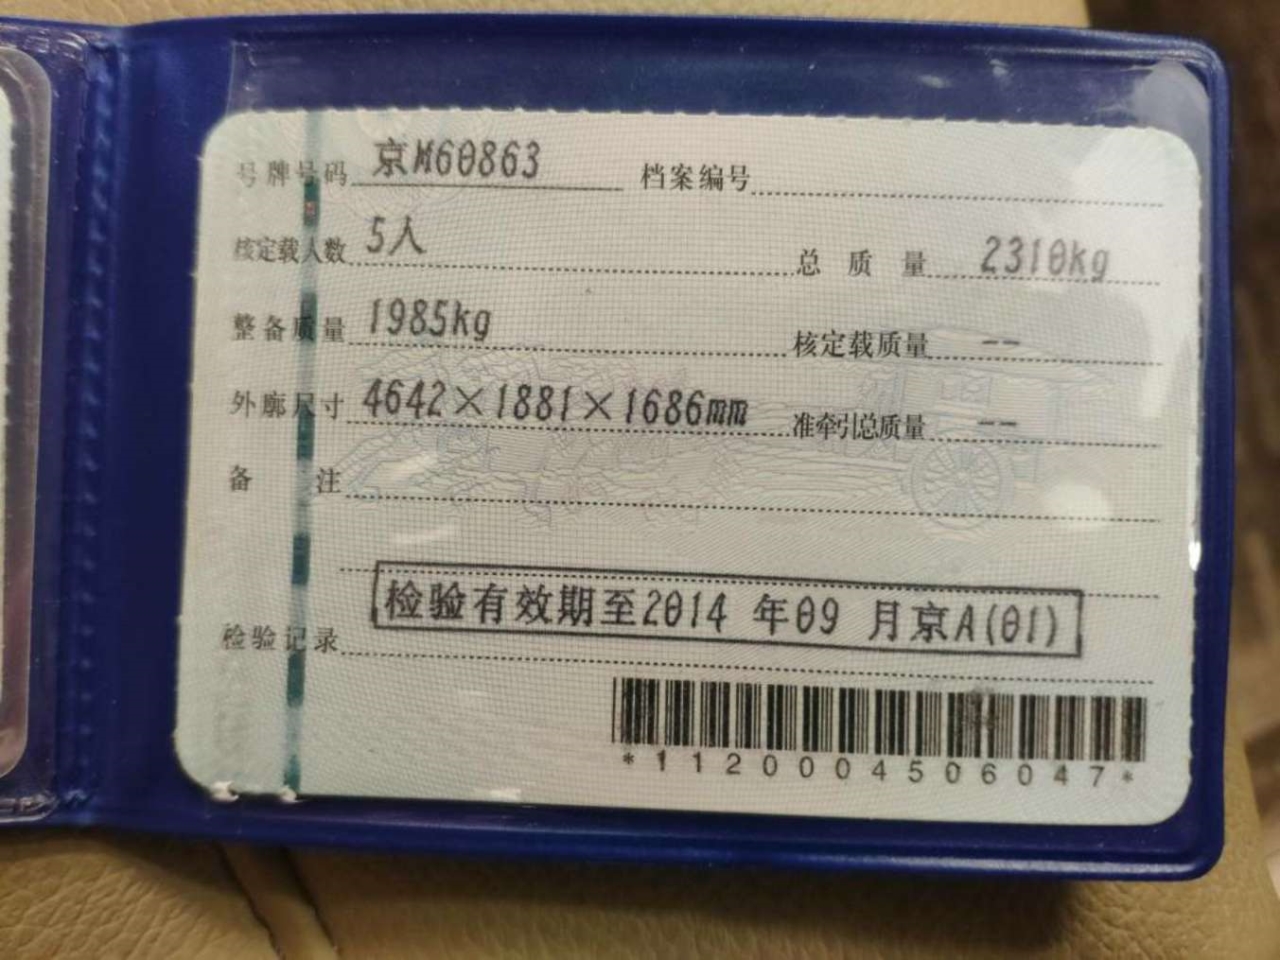 号牌号码 京M60863 档案编号
核定载人数 5人 总质量 2310kg
整备质量 1985kg 核定载质量 --
外廓尺寸 4642×1881×1686mm 准牵引总质量 --
备注
检验有效期至2014 年09 月京A(01)
检验记录
*1120004506047*